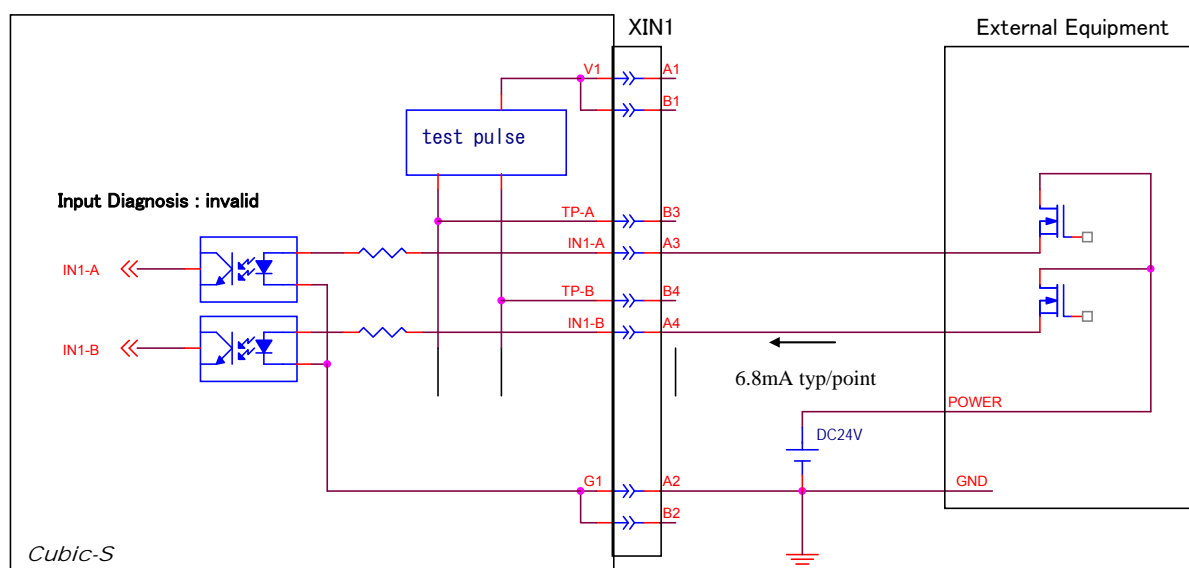 XIN1
External Equipment
V1
A1
B1
test pulse
Input Diagnosis : invalid
TP-A
B3
IN1-A
IN1-A
A3
TP-B
B4
IN1-B
IN1-B
A4
6.8mA typ/point
POWER
DC24V
G1
A2
GND
B2
Cubic-S